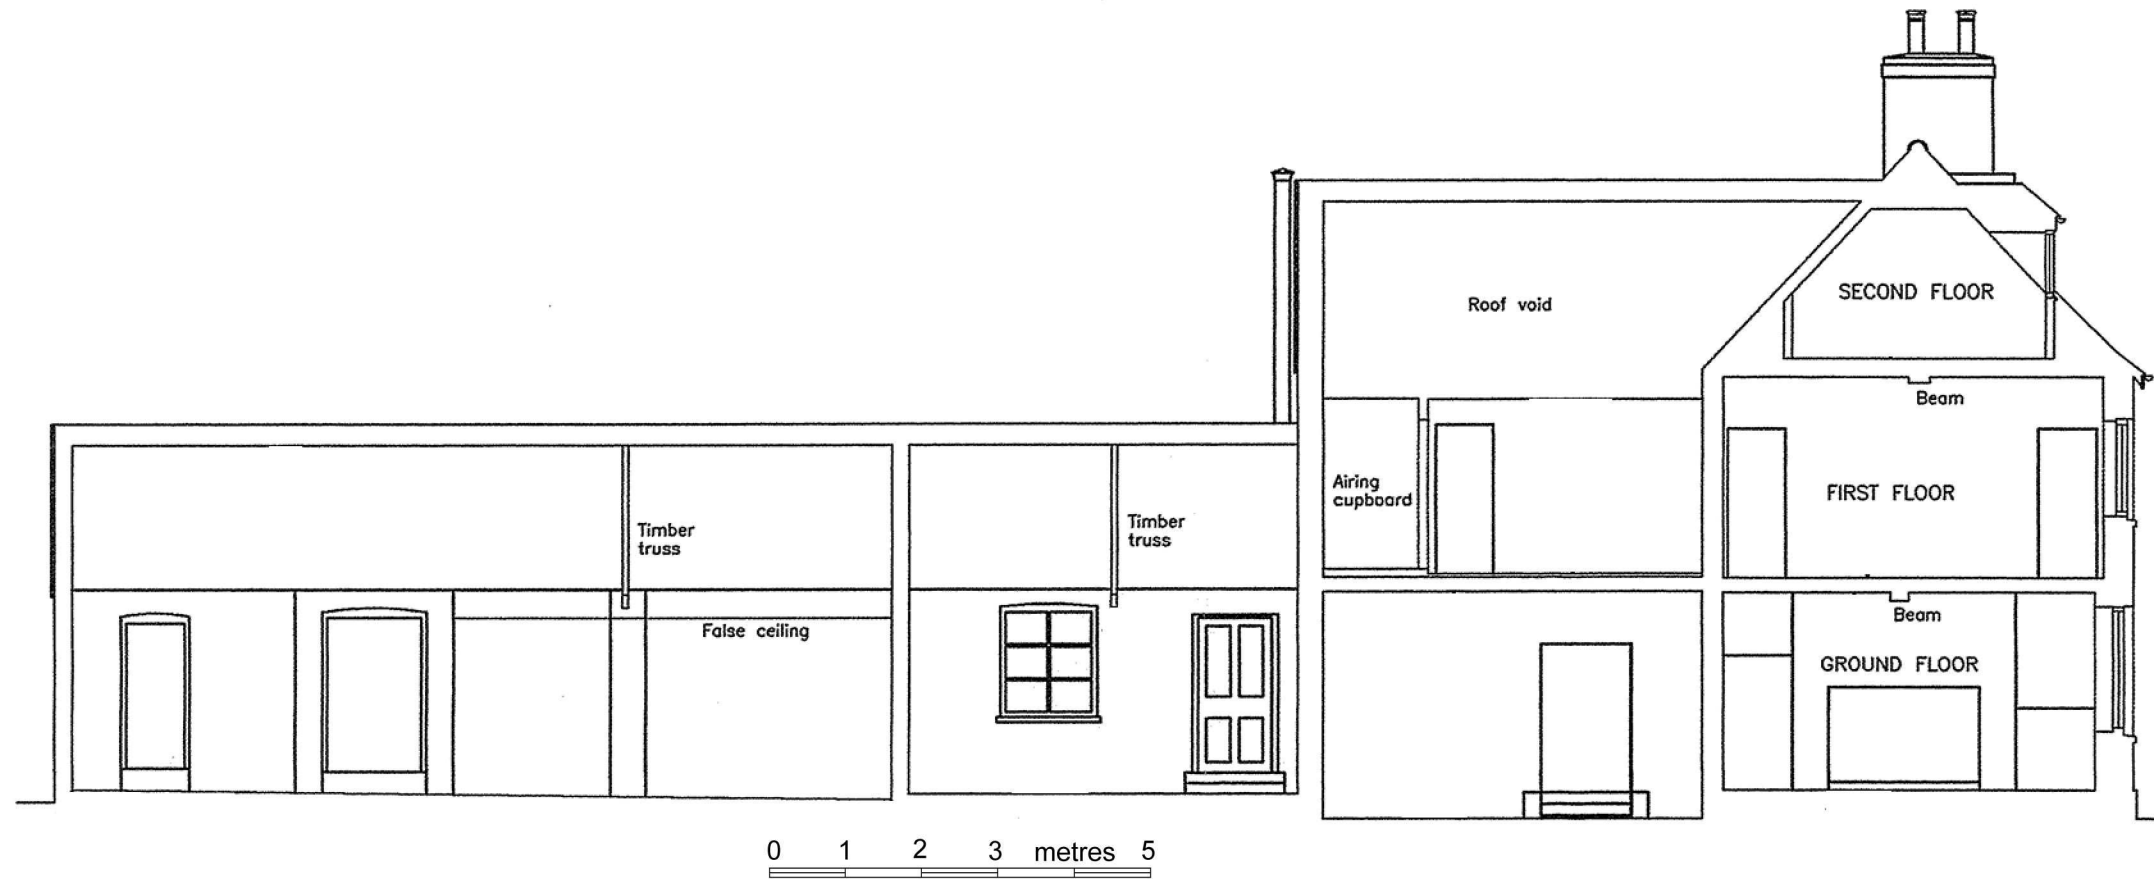 SECOND FLOOR
Roof void
Beam
Airing
cupboard
FIRST FLOOR
Timber
truss
Timber
truss
Beam
False ceiling
GROUND FLOOR
0 1 2 3 metres 5